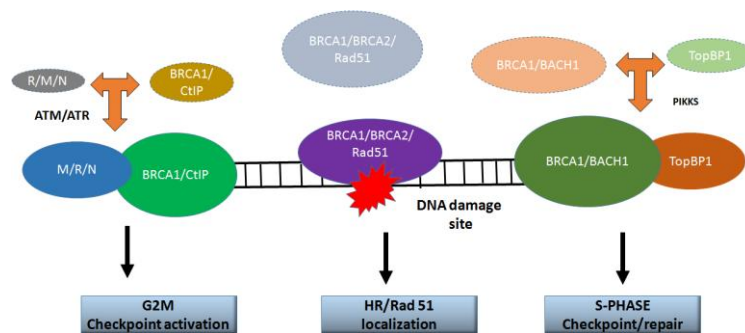 BRCA1/BRCA2/
Rad51
R/M/N
BRCA1/
CtIP
BRCA1/BACH1
TopBP1
ATM/ATR
PIKKS
M/R/N
BRCA1/CtIP
BRCA1/BRCA2/
Rad51
BRCA1/BACH1
TopBP1
DNA damage
site
G2M
Checkpoint activation
HR/Rad 51
localization
S-PHASE
Checkpoint/repair